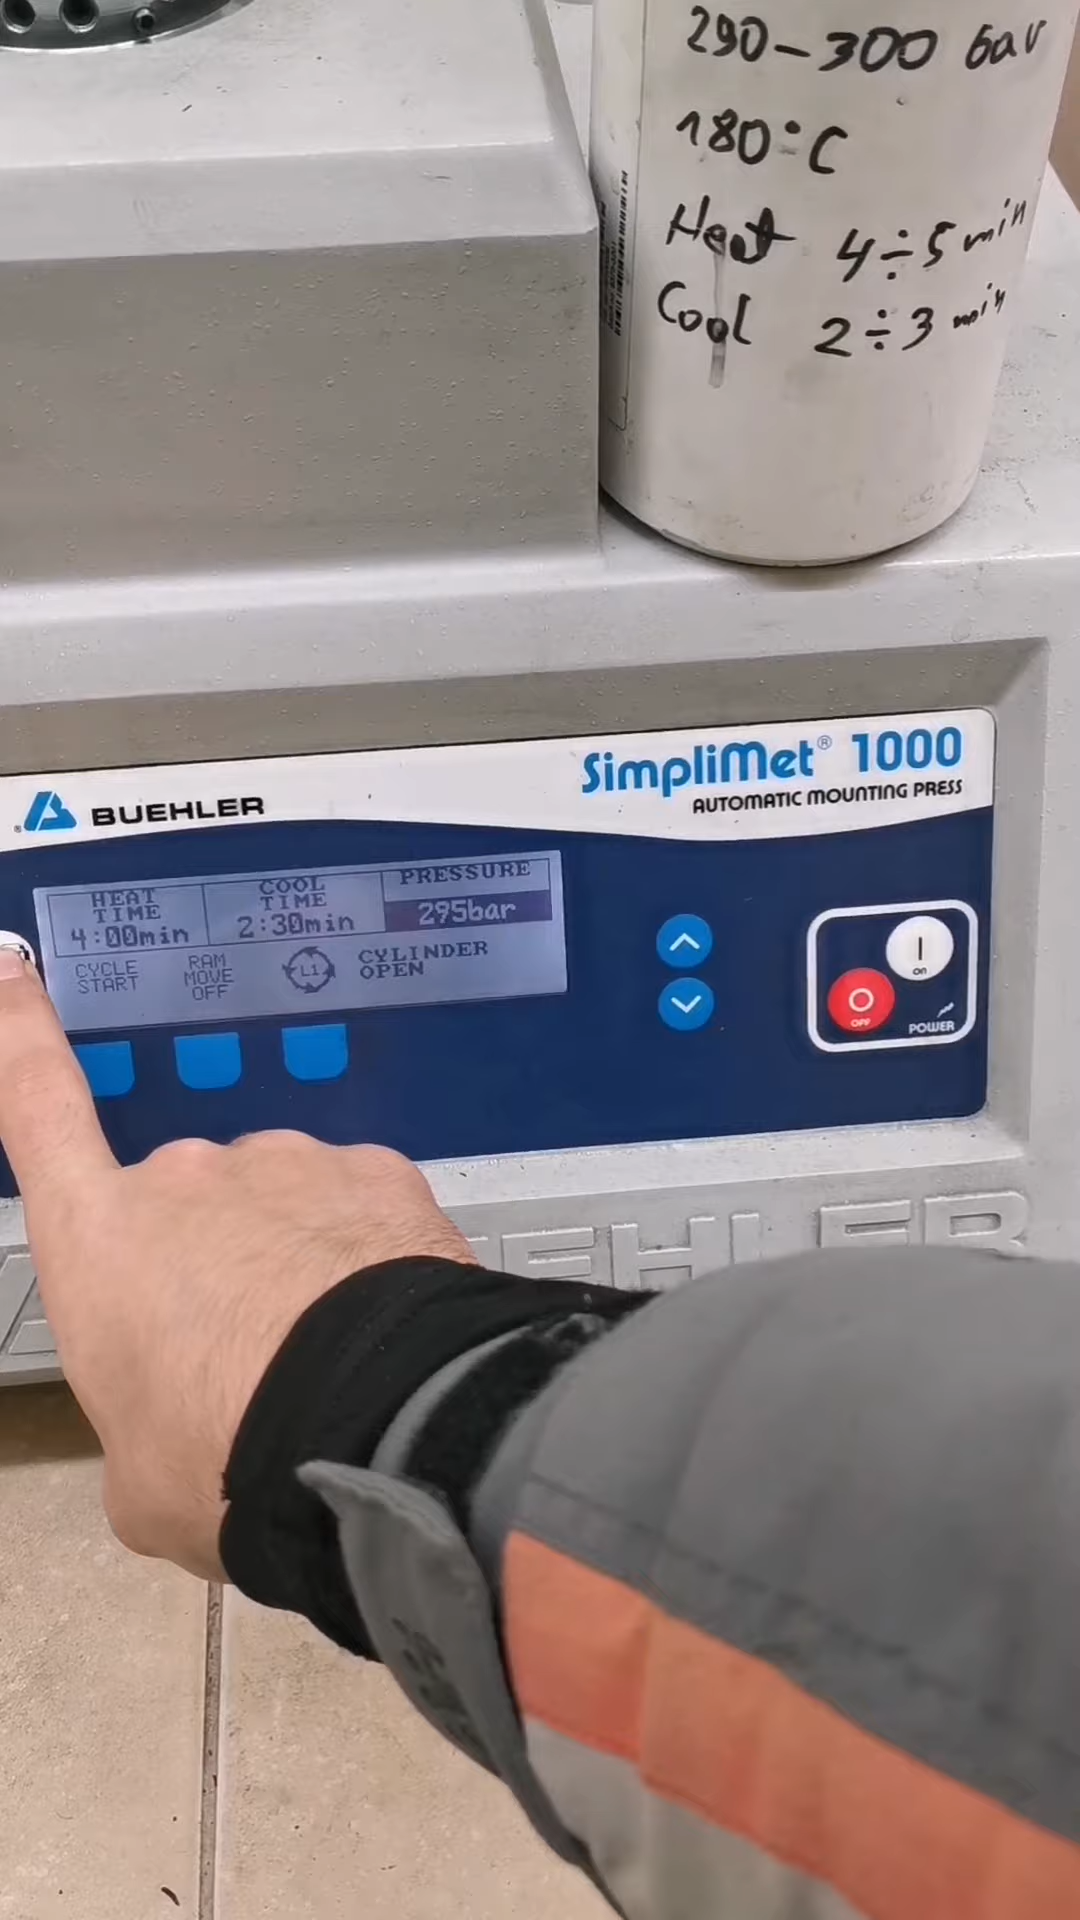 290-300 bar
180°C
Heat 4÷5 min
Cool 2÷3 min
SimpliMet® 1000
AUTOMATIC MOUNTING PRESS
® BUEHLER
HEAT TIME
4:00min
COOL TIME
2:30min
PRESSURE
295bar
CYCLE START
RAM MOVE OFF
L1
CYLINDER OPEN
ON
OFF
POWER
EHLER